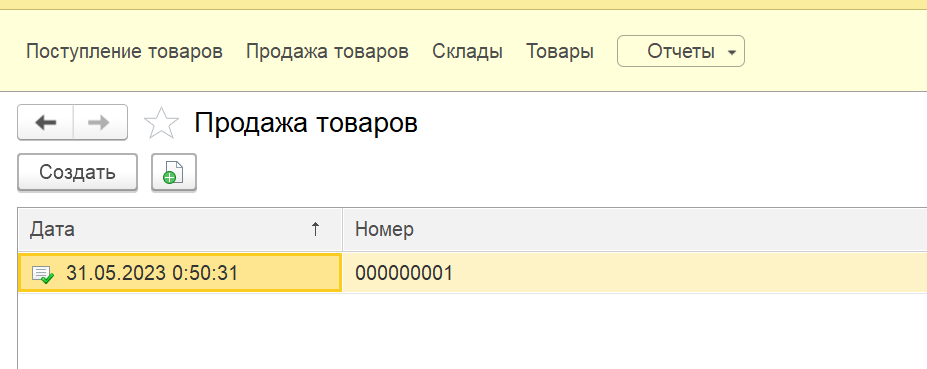 Поступление товаров Продажа товаров Склады Товары Отчеты
Продажа товаров
Создать
Дата Номер
31.05.2023 0:50:31 000000001